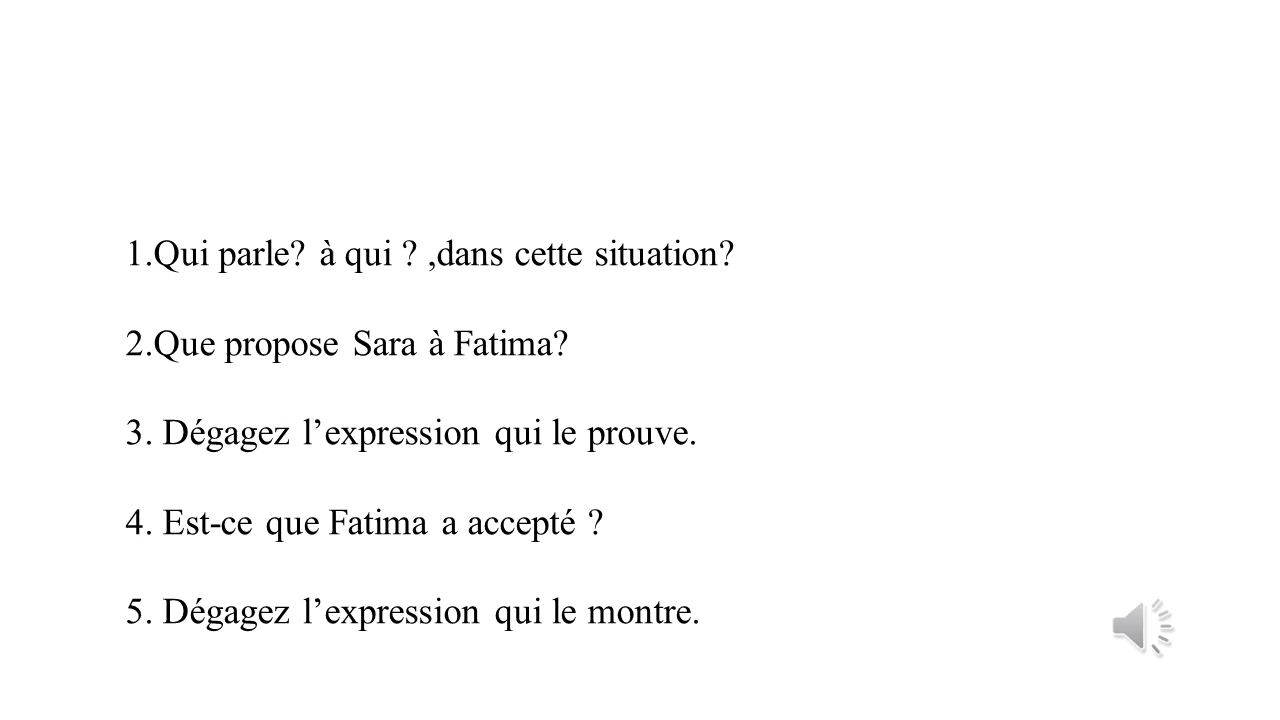 1.Qui parle? à qui ? ,dans cette situation?
2.Que propose Sara à Fatima?
3. Dégagez l’expression qui le prouve.
4. Est-ce que Fatima a accepté ?
5. Dégagez l’expression qui le montre.